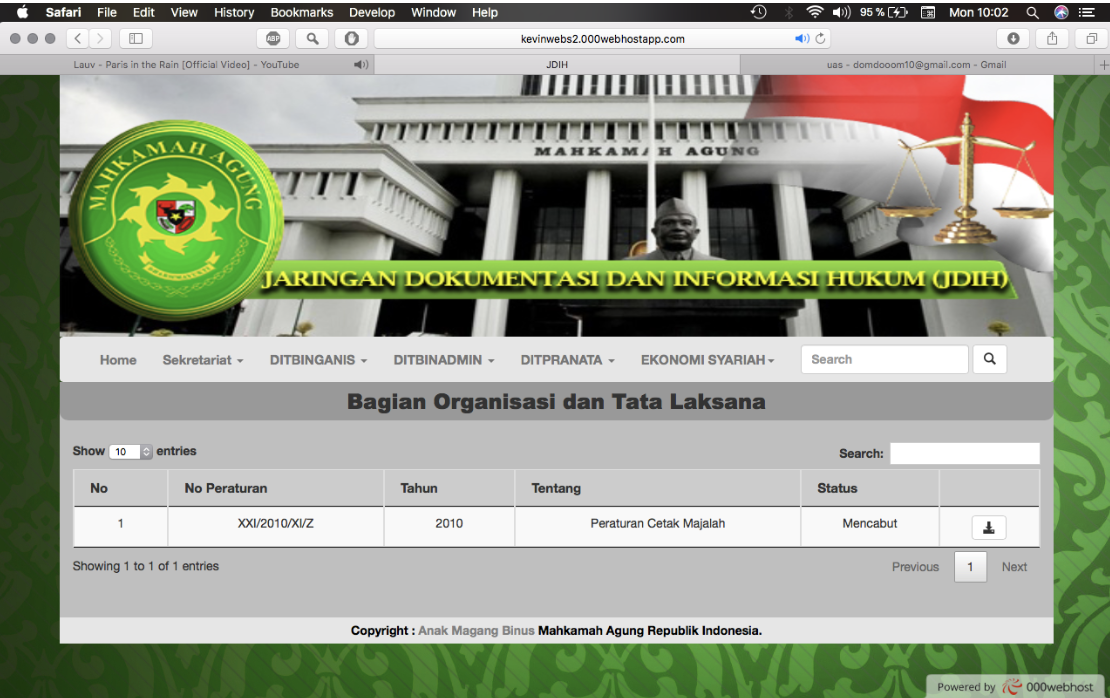 Safari File Edit View History Bookmarks Develop Window Help 95 % Mon 10:02
ABP kevinwebs2.000webhostapp.com
Lauv - Paris in the Rain [Official Video] - YouTube JDIH uas - domdooom10@gmail.com - Gmail
MAHKAMAH AGUNG
MAHKAMAH AGUNG
JARINGAN DOKUMENTASI DAN INFORMASI HUKUM (JDIH)
Home Sekretariat DITBINGANIS DITBINADMIN DITPRANATA EKONOMI SYARIAH Search
Bagian Organisasi dan Tata Laksana
Show 10 entries Search:
No No Peraturan Tahun Tentang Status
1 XXI/2010/XI/Z 2010 Peraturan Cetak Majalah Mencabut
Showing 1 to 1 of 1 entries Previous 1 Next
Copyright : Anak Magang Binus Mahkamah Agung Republik Indonesia.
Powered by 000webhost